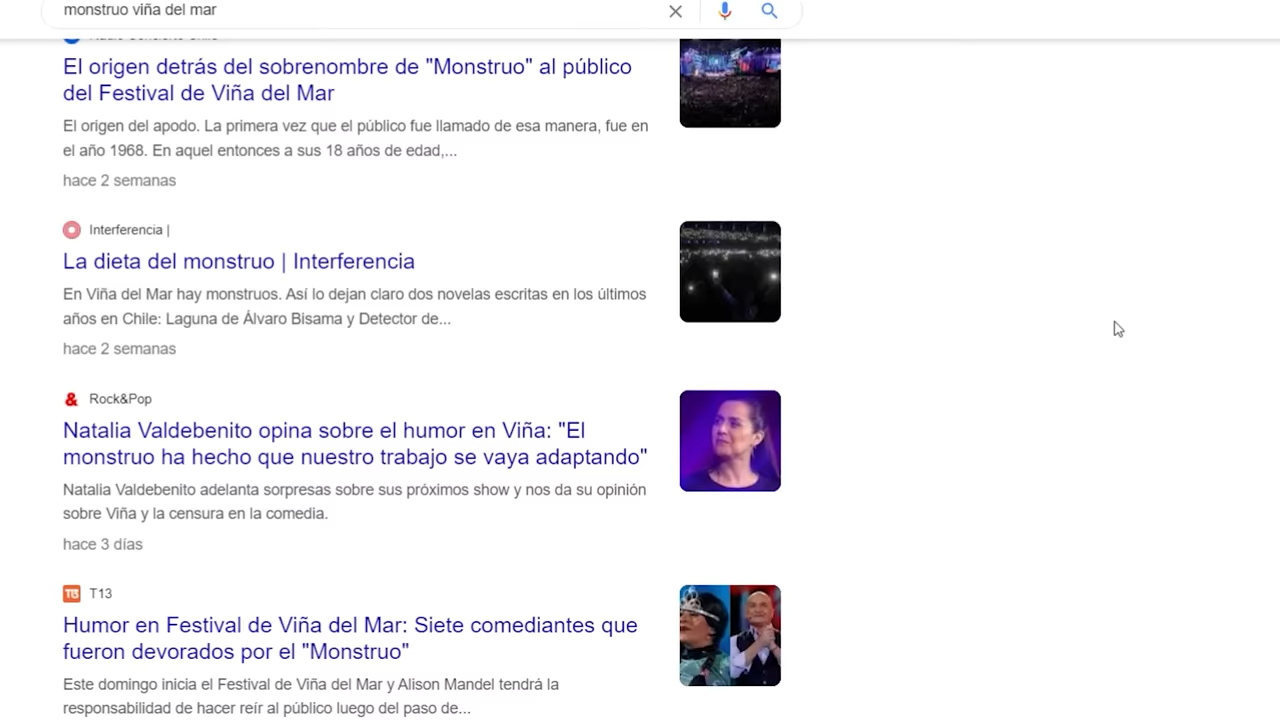 monstruo viña del mar
El origen detrás del sobrenombre de "Monstruo" al público
del Festival de Viña del Mar
El origen del apodo. La primera vez que el público fue llamado de esa manera, fue en
el año 1968. En aquel entonces a sus 18 años de edad,...
hace 2 semanas
Interferencia |
La dieta del monstruo | Interferencia
En Viña del Mar hay monstruos. Así lo dejan claro dos novelas escritas en los últimos
años en Chile: Laguna de Álvaro Bisama y Detector de...
hace 2 semanas
& Rock&Pop
Natalia Valdebenito opina sobre el humor en Viña: "El
monstruo ha hecho que nuestro trabajo se vaya adaptando"
Natalia Valdebenito adelanta sorpresas sobre sus próximos show y nos da su opinión
sobre Viña y la censura en la comedia.
hace 3 días
T13 T13
Humor en Festival de Viña del Mar: Siete comediantes que
fueron devorados por el "Monstruo"
Este domingo inicia el Festival de Viña del Mar y Alison Mandel tendrá la
responsabilidad de hacer reír al público luego del paso de...